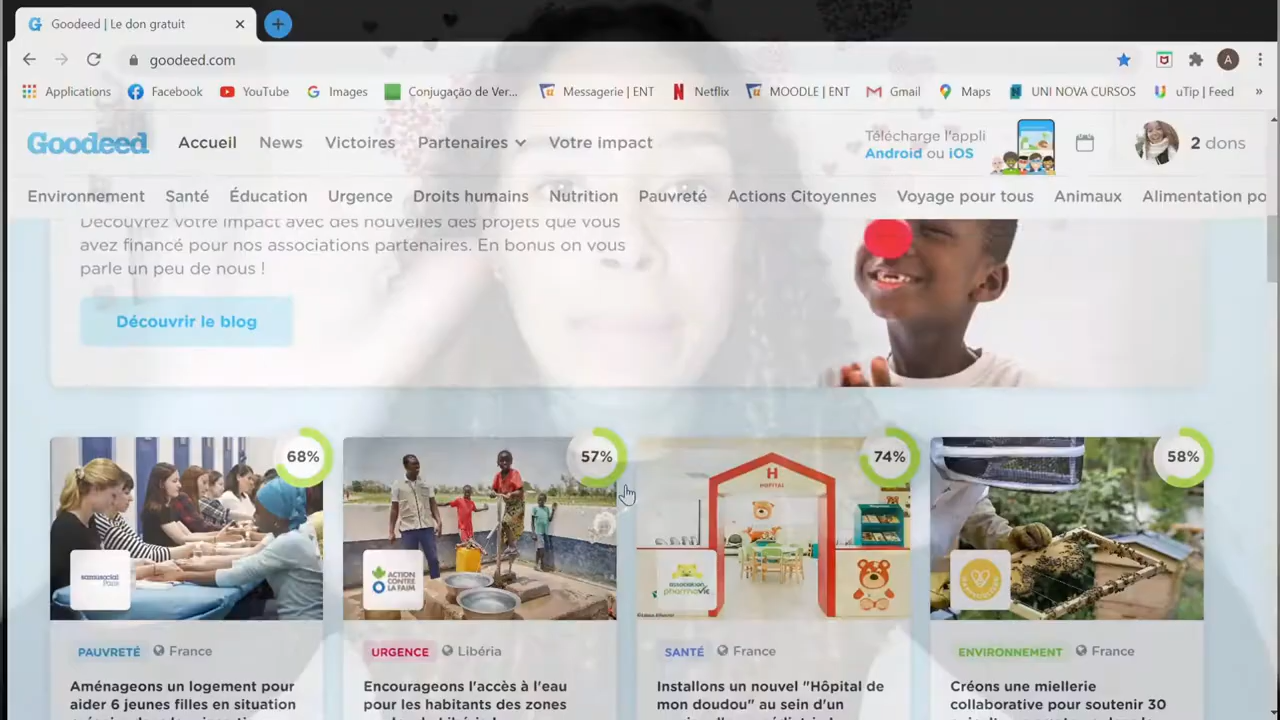 Goodeed | Le don gratuit
goodeed.com
Applications Facebook YouTube Images Conjugação de Ver... Messagerie | ENT Netflix MOODLE | ENT Gmail Maps UNI NOVA CURSOS uTip | Feed »
Goodeed Accueil News Victoires Partenaires Votre impact
Télécharge l'appli
Android ou iOS
2 dons
A
Environnement Santé Éducation Urgence Droits humains Nutrition Pauvreté Actions Citoyennes Voyage pour tous Animaux Alimentation po
Découvrez votre impact avec des nouvelles des projets que vous
avez financé pour nos associations partenaires. En bonus on vous
parle un peu de nous !
Découvrir le blog
68% 57% 74% 58%
H
HOPITAL
samusocial
Paris
ACTION
CONTRE
LA FAIM
association
pharmavie
PAUVRETÉ France
Aménageons un logement pour
aider 6 jeunes filles en situation
URGENCE Libéria
Encourageons l'accès à l'eau
pour les habitants des zones
SANTÉ France
Installons un nouvel "Hôpital de
mon doudou" au sein d'un
ENVIRONNEMENT France
Créons une miellerie
collaborative pour soutenir 30